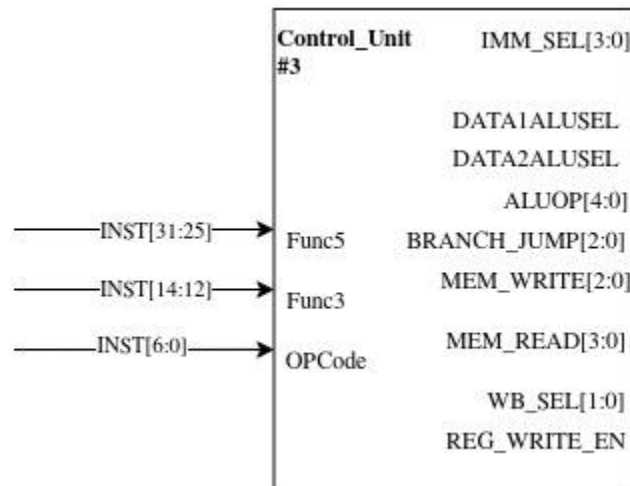 Control_Unit
#3
IMM_SEL[3:0]
DATA1ALUSEL
DATA2ALUSEL
ALUOP[4:0]
INST[31:25]
Func5
BRANCH_JUMP[2:0]
INST[14:12]
Func3
MEM_WRITE[2:0]
INST[6:0]
OPCode
MEM_READ[3:0]
WB_SEL[1:0]
REG_WRITE_EN